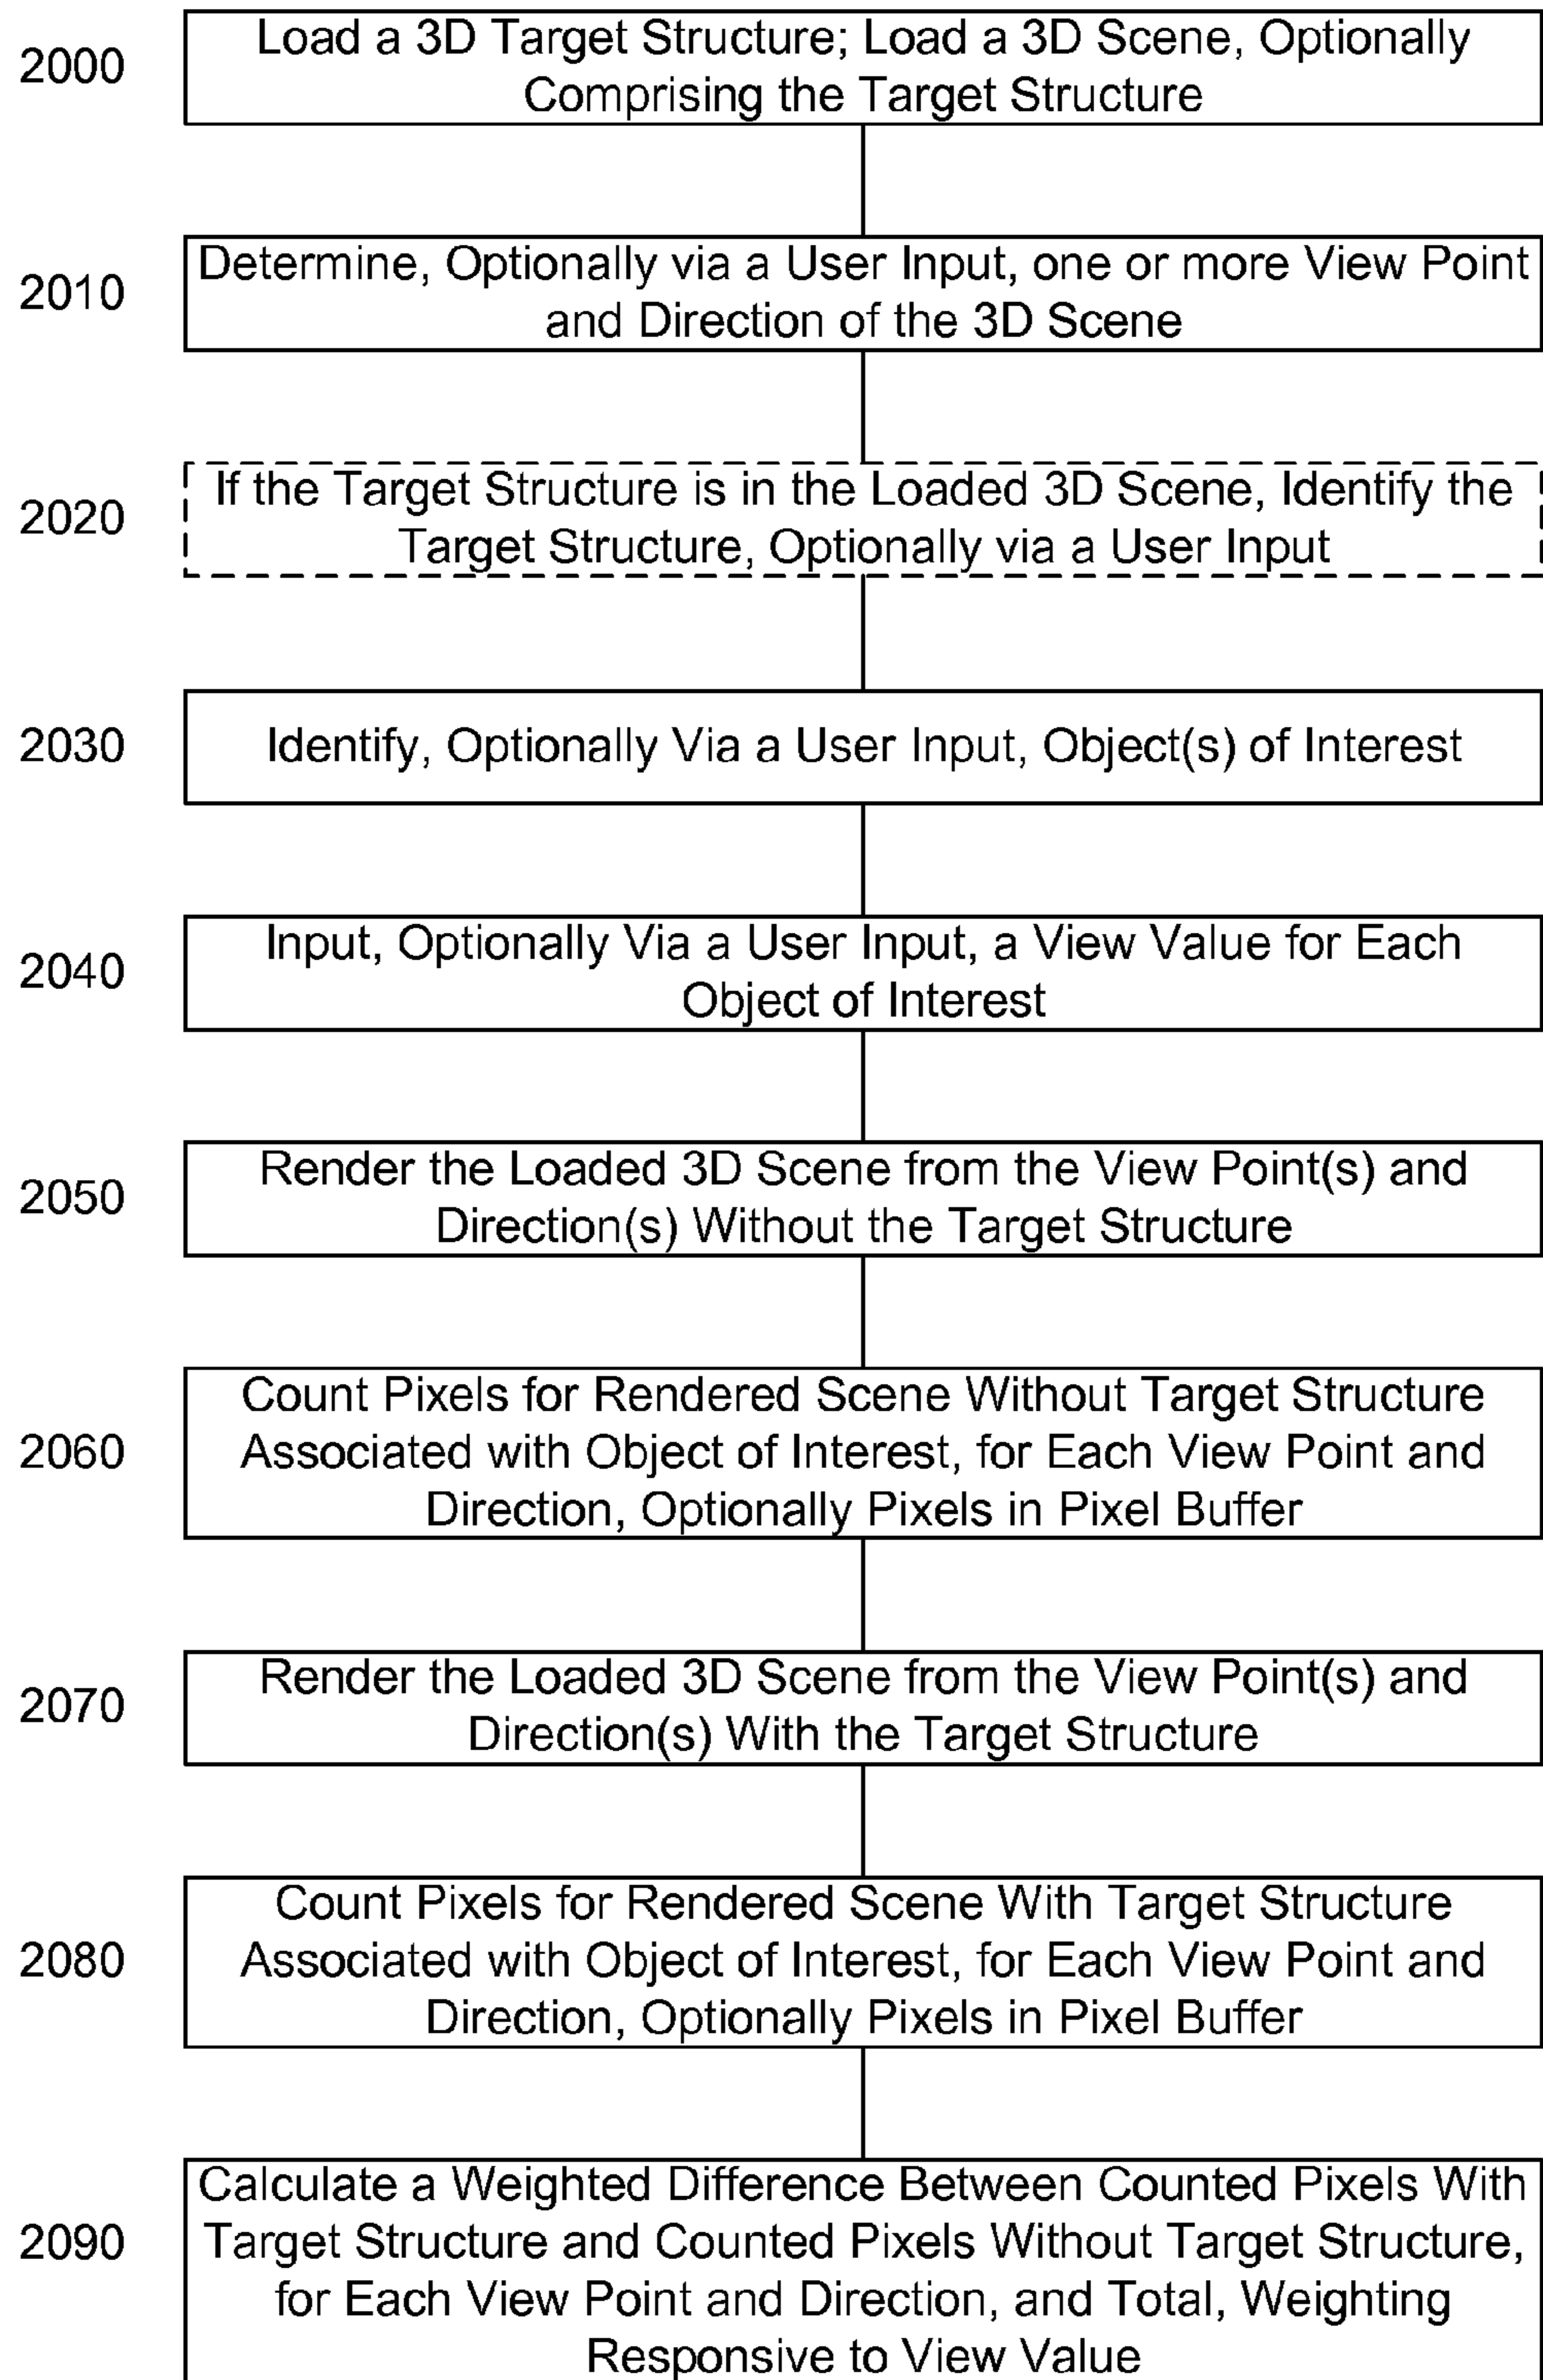 2000
Load a 3D Target Structure; Load a 3D Scene, Optionally
Comprising the Target Structure
2010
Determine, Optionally via a User Input, one or more View Point
and Direction of the 3D Scene
2020
If the Target Structure is in the Loaded 3D Scene, Identify the
Target Structure, Optionally via a User Input
2030
Identify, Optionally Via a User Input, Object(s) of Interest
2040
Input, Optionally Via a User Input, a View Value for Each
Object of Interest
2050
Render the Loaded 3D Scene from the View Point(s) and
Direction(s) Without the Target Structure
2060
Count Pixels for Rendered Scene Without Target Structure
Associated with Object of Interest, for Each View Point and
Direction, Optionally Pixels in Pixel Buffer
2070
Render the Loaded 3D Scene from the View Point(s) and
Direction(s) With the Target Structure
2080
Count Pixels for Rendered Scene With Target Structure
Associated with Object of Interest, for Each View Point and
Direction, Optionally Pixels in Pixel Buffer
2090
Calculate a Weighted Difference Between Counted Pixels With
Target Structure and Counted Pixels Without Target Structure,
for Each View Point and Direction, and Total, Weighting
Responsive to View Value